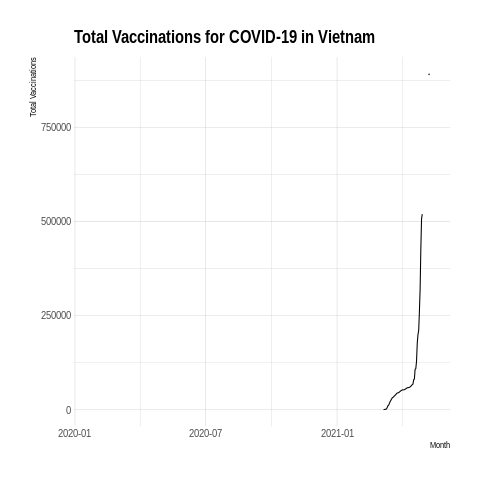 Total Vaccinations for COVID-19 in Vietnam
Total Vaccinations
750000
500000
250000
0
2020-01
2020-07
2021-01
Month